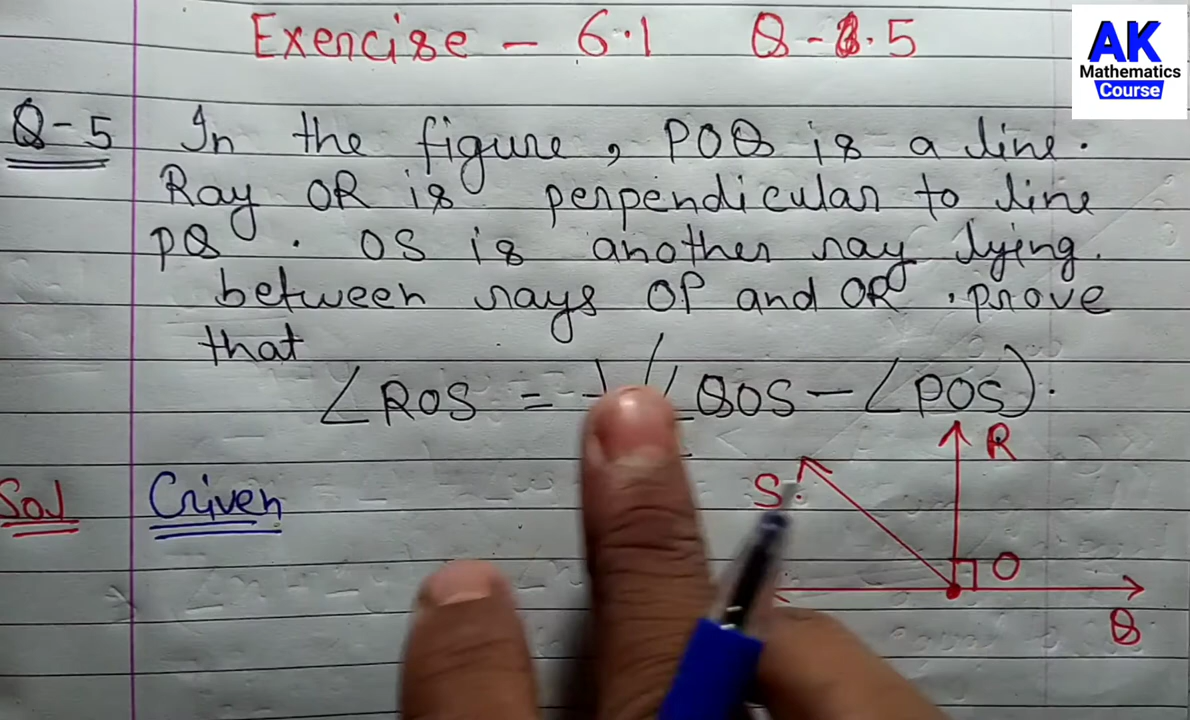 Exercise - 6.1 Q-1.5
AK
Mathematics
Course
Q-5 In the figure, POQ is a line.
Ray OR is perpendicular to line
PQ. OS is another ray lying.
between rays OP and OR. prove
that
∠ROS = (∠QOS - ∠POS).
R
S
Sol Given
O
Q